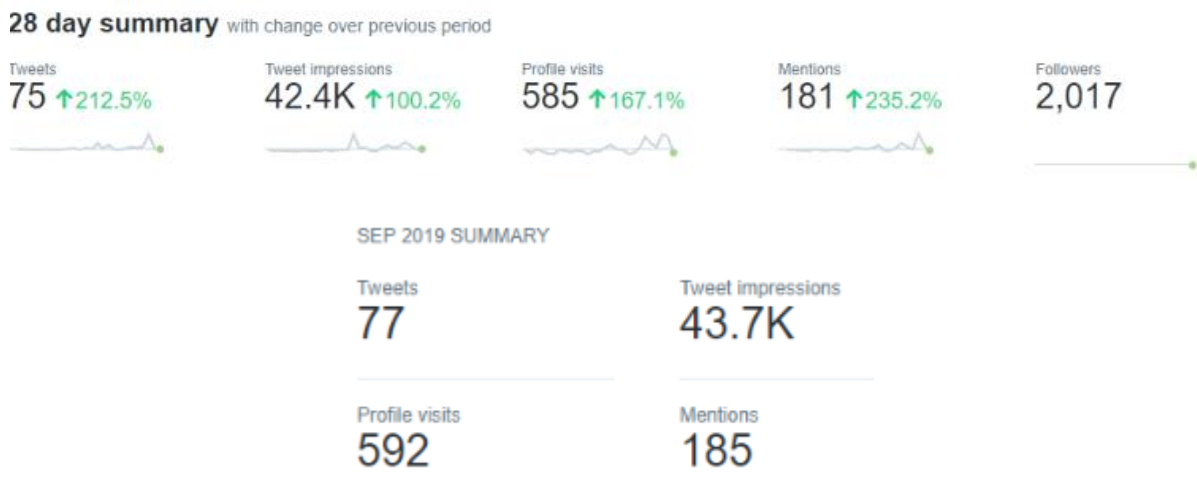 28 day summary with change over previous period
Tweets Tweet impressions Profile visits Mentions Followers
75 ↑212.5% 42.4K ↑100.2% 585 ↑167.1% 181 ↑235.2% 2,017
SEP 2019 SUMMARY
Tweets Tweet impressions
77 43.7K
Profile visits Mentions
592 185